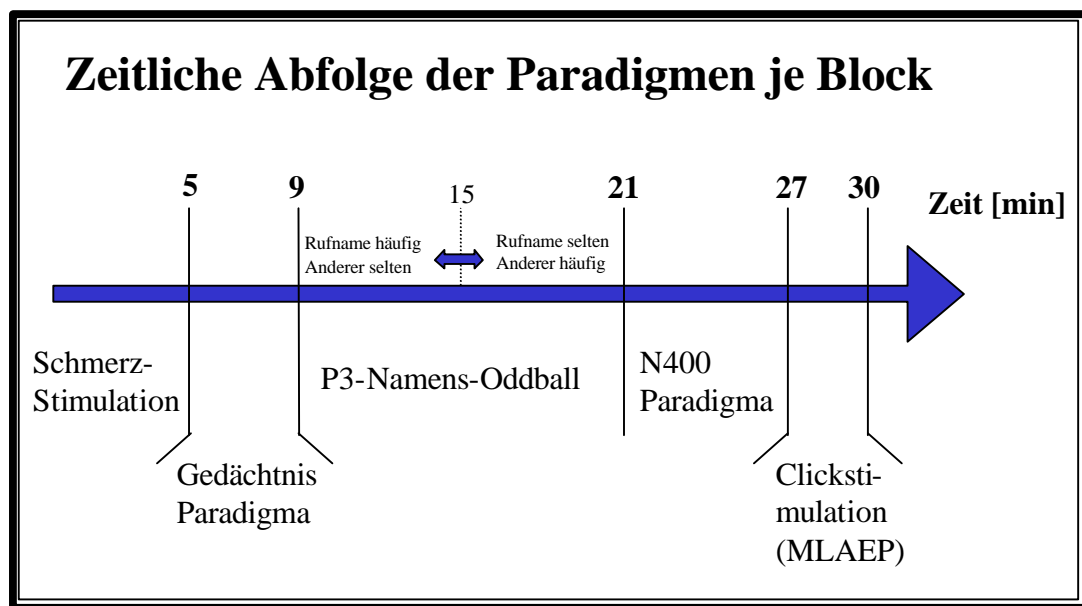 Zeitliche Abfolge der Paradigmen je Block
5
9
15
21
27
30
Zeit [min]
Rufname häufig
Anderer selten
Rufname selten
Anderer häufig
Schmerz-
Stimulation
P3-Namens-Oddball
N400
Paradigma
Gedächtnis
Paradigma
Clicksti-
mulation
(MLAEP)